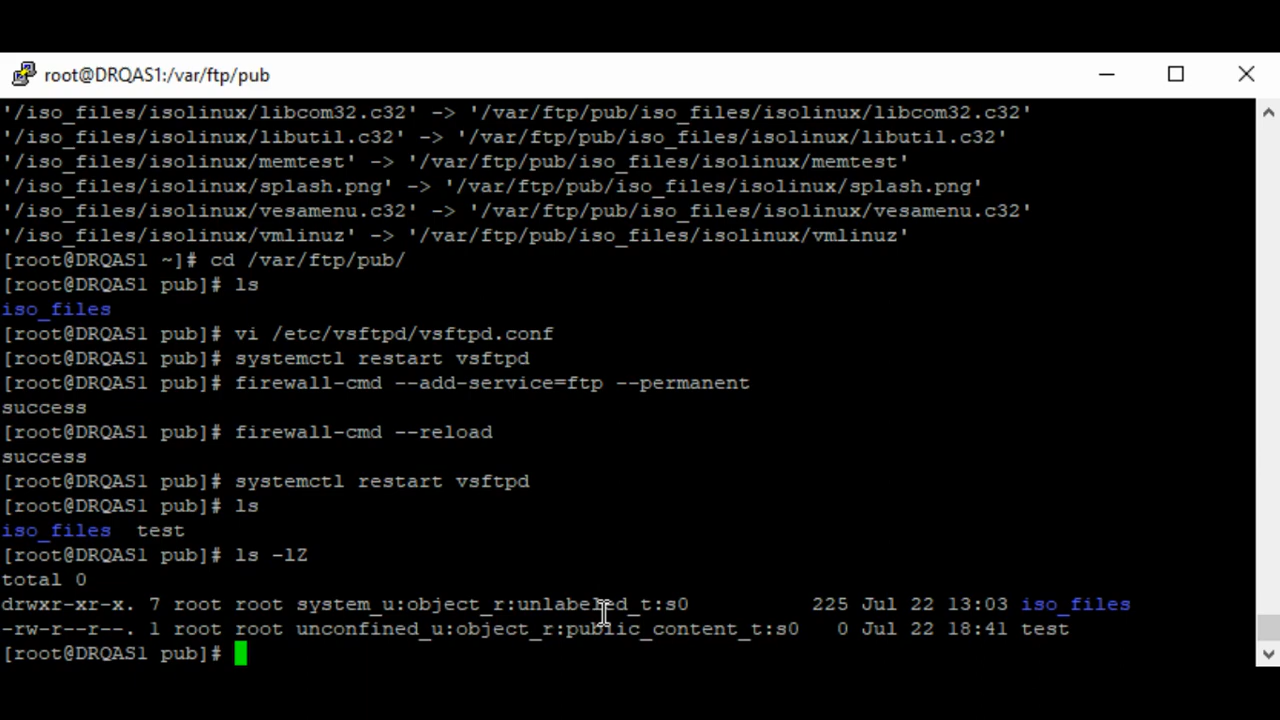 root@DRQAS1:/var/ftp/pub
'/iso_files/isolinux/libcom32.c32' -> '/var/ftp/pub/iso_files/isolinux/libcom32.c32'
'/iso_files/isolinux/libutil.c32' -> '/var/ftp/pub/iso_files/isolinux/libutil.c32'
'/iso_files/isolinux/memtest' -> '/var/ftp/pub/iso_files/isolinux/memtest'
'/iso_files/isolinux/splash.png' -> '/var/ftp/pub/iso_files/isolinux/splash.png'
'/iso_files/isolinux/vesamenu.c32' -> '/var/ftp/pub/iso_files/isolinux/vesamenu.c32'
'/iso_files/isolinux/vmlinuz' -> '/var/ftp/pub/iso_files/isolinux/vmlinuz'
[root@DRQAS1 ~]# cd /var/ftp/pub/
[root@DRQAS1 pub]# ls
iso_files
[root@DRQAS1 pub]# vi /etc/vsftpd/vsftpd.conf
[root@DRQAS1 pub]# systemctl restart vsftpd
[root@DRQAS1 pub]# firewall-cmd --add-service=ftp --permanent
success
[root@DRQAS1 pub]# firewall-cmd --reload
success
[root@DRQAS1 pub]# systemctl restart vsftpd
[root@DRQAS1 pub]# ls
iso_files  test
[root@DRQAS1 pub]# ls -lZ
total 0
drwxr-xr-x. 7 root root system_u:object_r:unlabeled_t:s0          225 Jul 22 13:03 iso_files
-rw-r--r--. 1 root root unconfined_u:object_r:public_content_t:s0   0 Jul 22 18:41 test
[root@DRQAS1 pub]#